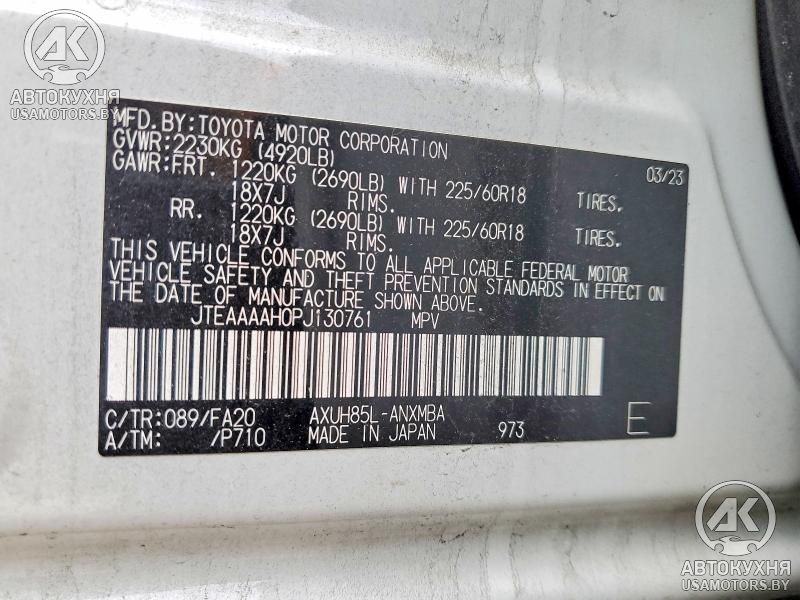 AK
АВТОКУХНЯ
USAMOTORS.BY
MFD.BY:TOYOTA MOTOR CORPORATION 03/23
GVWR:2230KG (4920LB)
GAWR:FRT. 1220KG (2690LB) WITH 225/60R18 TIRES.
18X7J RIMS.
RR. 1220KG (2690LB) WITH 225/60R18 TIRES.
18X7J RIMS.
THIS VEHICLE CONFORMS TO ALL APPLICABLE FEDERAL MOTOR
VEHICLE SAFETY AND THEFT PREVENTION STANDARDS IN EFFECT ON
THE DATE OF MANUFACTURE SHOWN ABOVE.
JTEAAAAH0PJ130761 MPV
C/TR:089/FA20 AXUH85L-ANXMBA
A/TM: /P710 MADE IN JAPAN 973 E
AK
АВТОКУХНЯ
USAMOTORS.BY